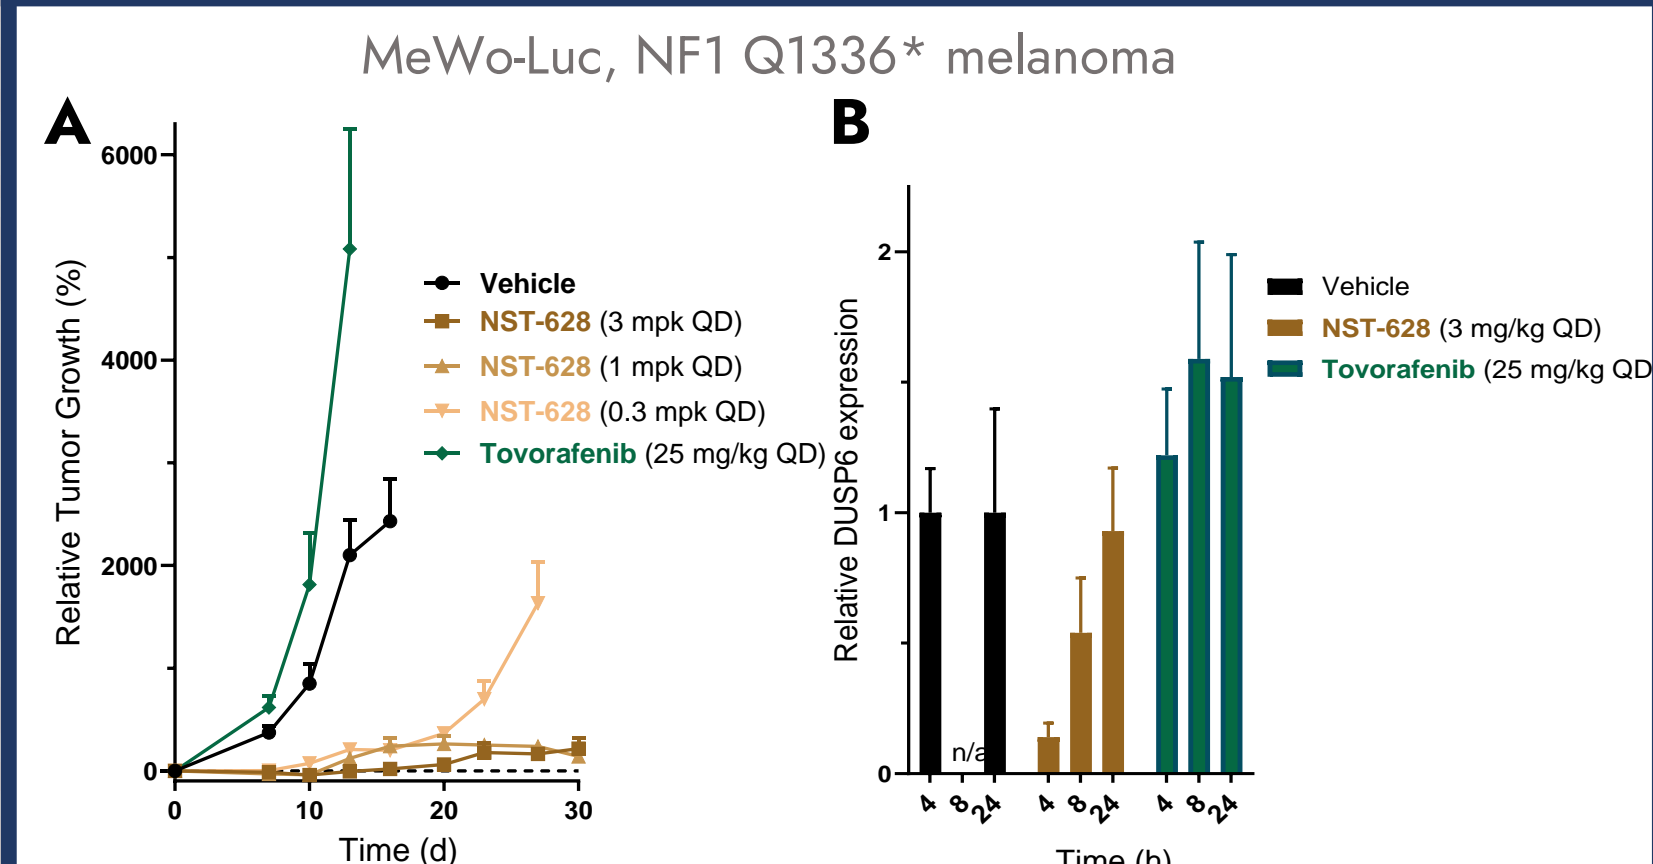 MeWo-Luc, NF1 Q1336* melanoma
A
Relative Tumor Growth (%)
6000
4000
2000
0
0 10 20 30
Time (d)
Vehicle
NST-628 (3 mpk QD)
NST-628 (1 mpk QD)
NST-628 (0.3 mpk QD)
Tovorafenib (25 mg/kg QD)
B
Relative DUSP6 expression
2
1
0
n/a
4 8 24 4 8 24 4 8 24
Time (h)
Vehicle
NST-628 (3 mg/kg QD)
Tovorafenib (25 mg/kg QD